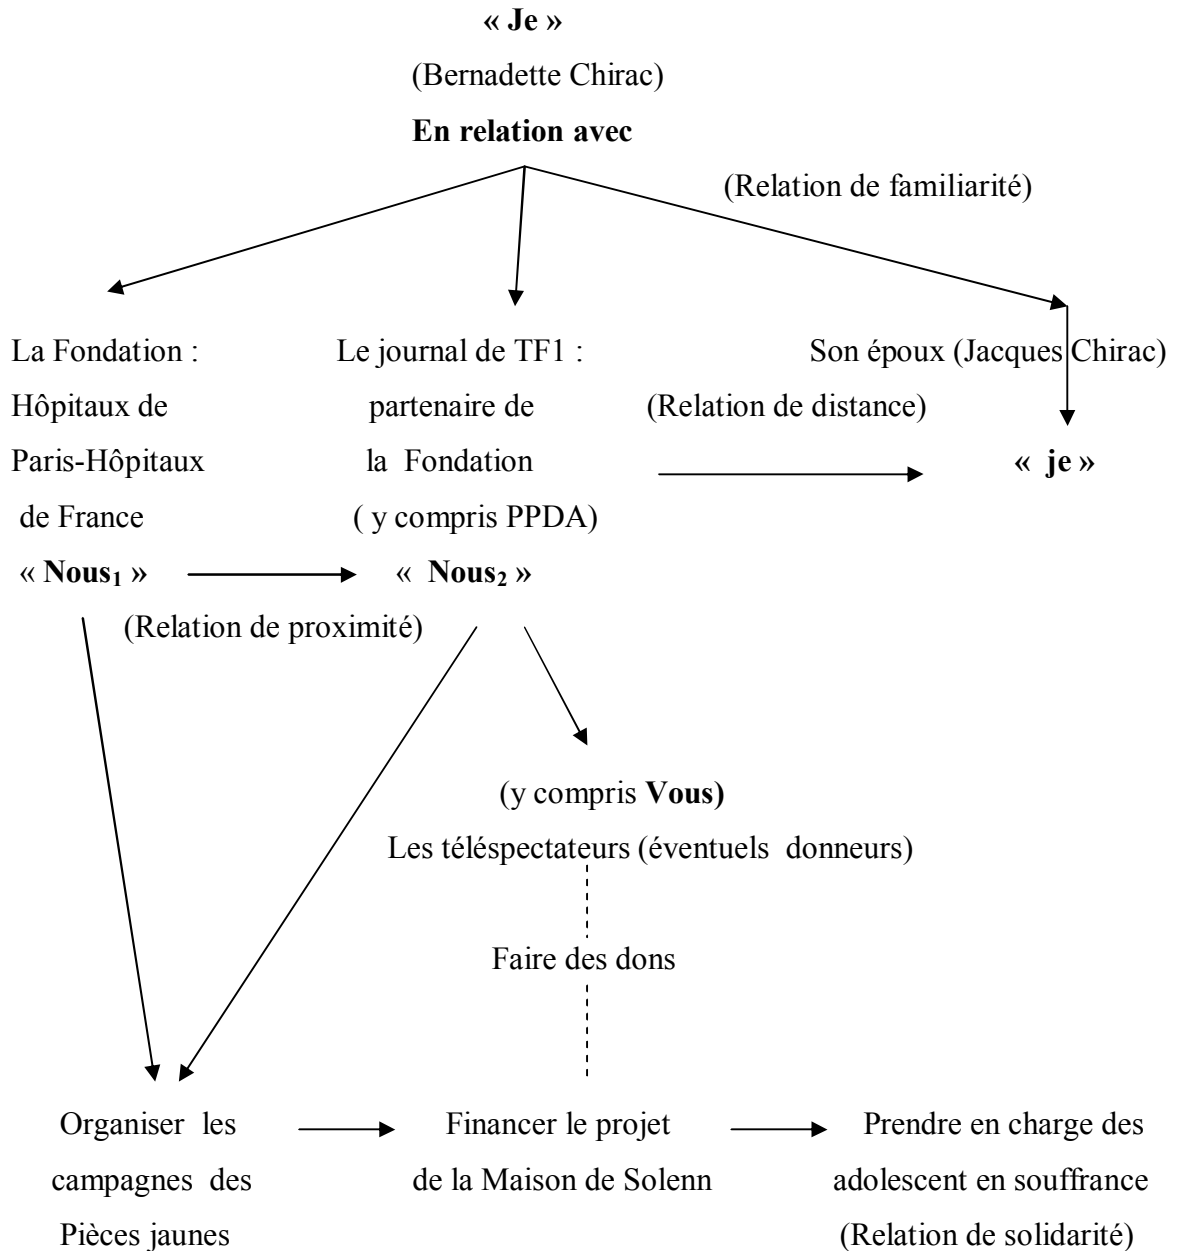 « Je »
(Bernadette Chirac)
En relation avec
(Relation de familiarité)
La Fondation :
Hôpitaux de
Paris-Hôpitaux
de France
« Nous₁ »
Le journal de TF1 :
partenaire de
la Fondation
( y compris PPDA)
« Nous₂ »
Son époux (Jacques Chirac)
(Relation de distance)
« je »
(Relation de proximité)
(y compris Vous)
Les téléspectateurs (éventuels donneurs)
Faire des dons
Organiser les
campagnes des
Pièces jaunes
Financer le projet
de la Maison de Solenn
Prendre en charge des
adolescent en souffrance
(Relation de solidarité)